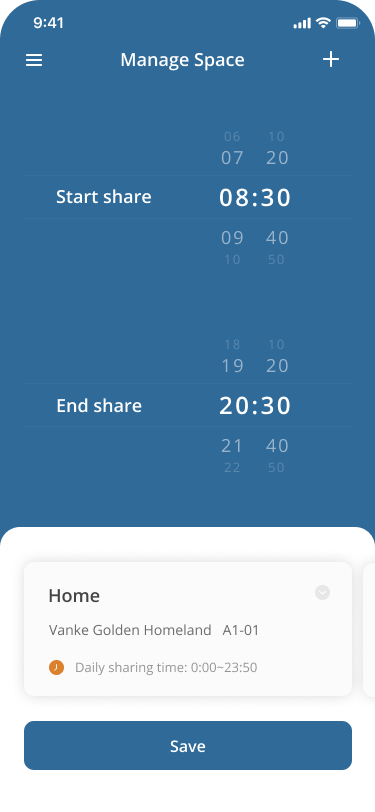 9:41
Manage Space
06 10
07 20
Start share 08:30
09 40
10 50
18 10
19 20
End share 20:30
21 40
22 50
Home
Vanke Golden Homeland A1-01
Daily sharing time: 0:00~23:50
Save